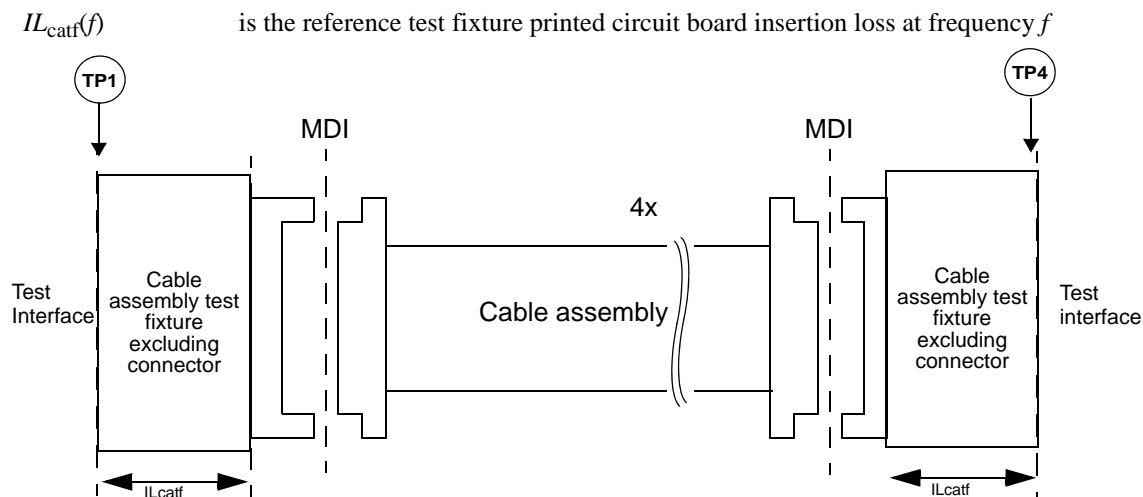 ILcatf(f) is the reference test fixture printed circuit board insertion loss at frequency f
TP1
TP4
MDI
MDI
4x
Test
Interface
Cable
assembly test
fixture
excluding
connector
Cable assembly
Cable
assembly test
fixture
excluding
connector
Test
interface
ILcatf
ILcatf